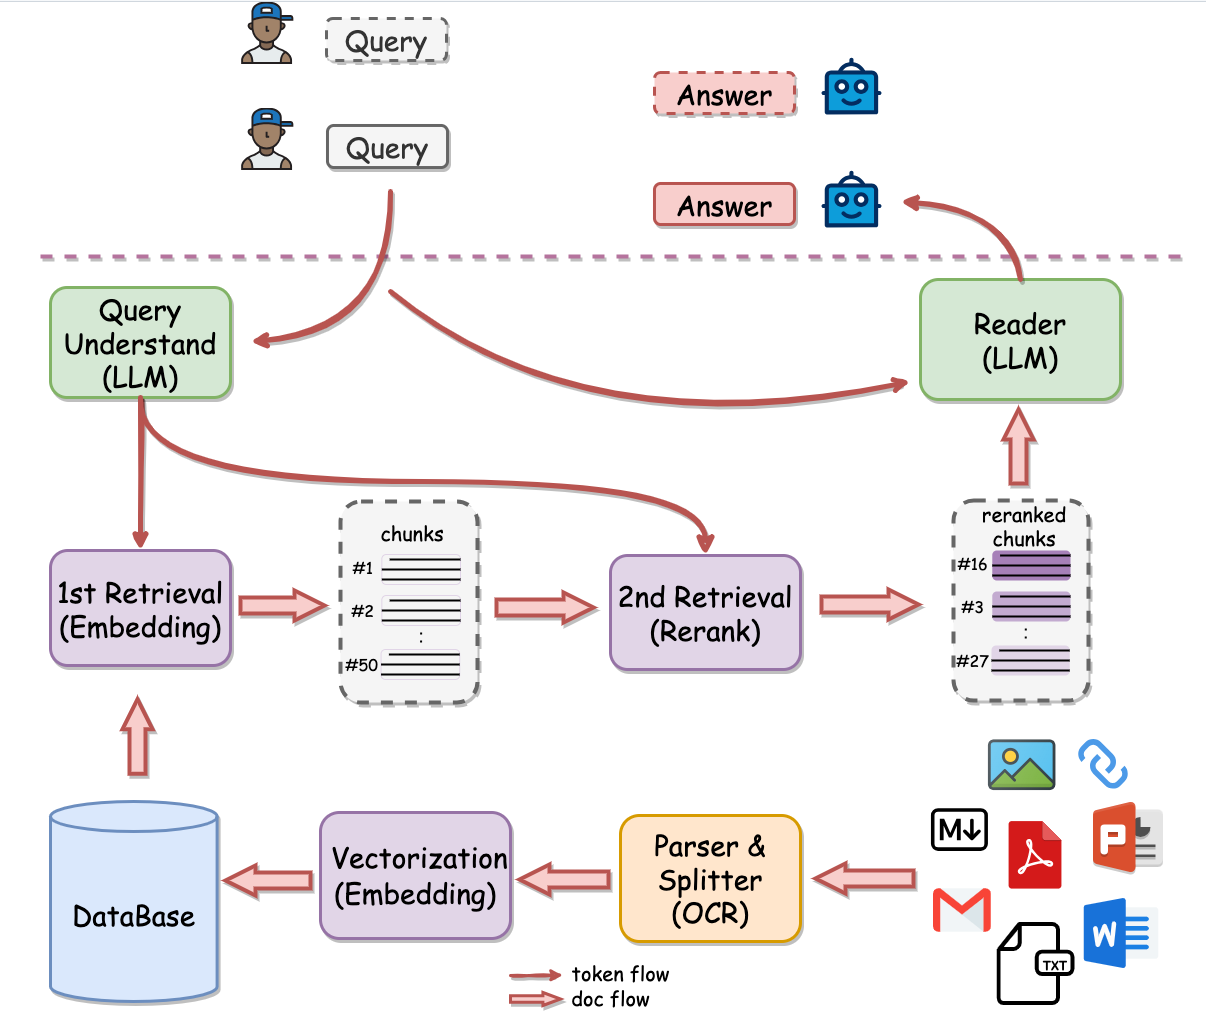 Query
Answer
Query
Answer
Query
Understand
(LLM)
Reader
(LLM)
1st Retrieval
(Embedding)
chunks
#1
#2
:
#50
2nd Retrieval
(Rerank)
reranked
chunks
#16
#3
:
#27
DataBase
Vectorization
(Embedding)
Parser &
Splitter
(OCR)
M
P
W
TXT
token flow
doc flow